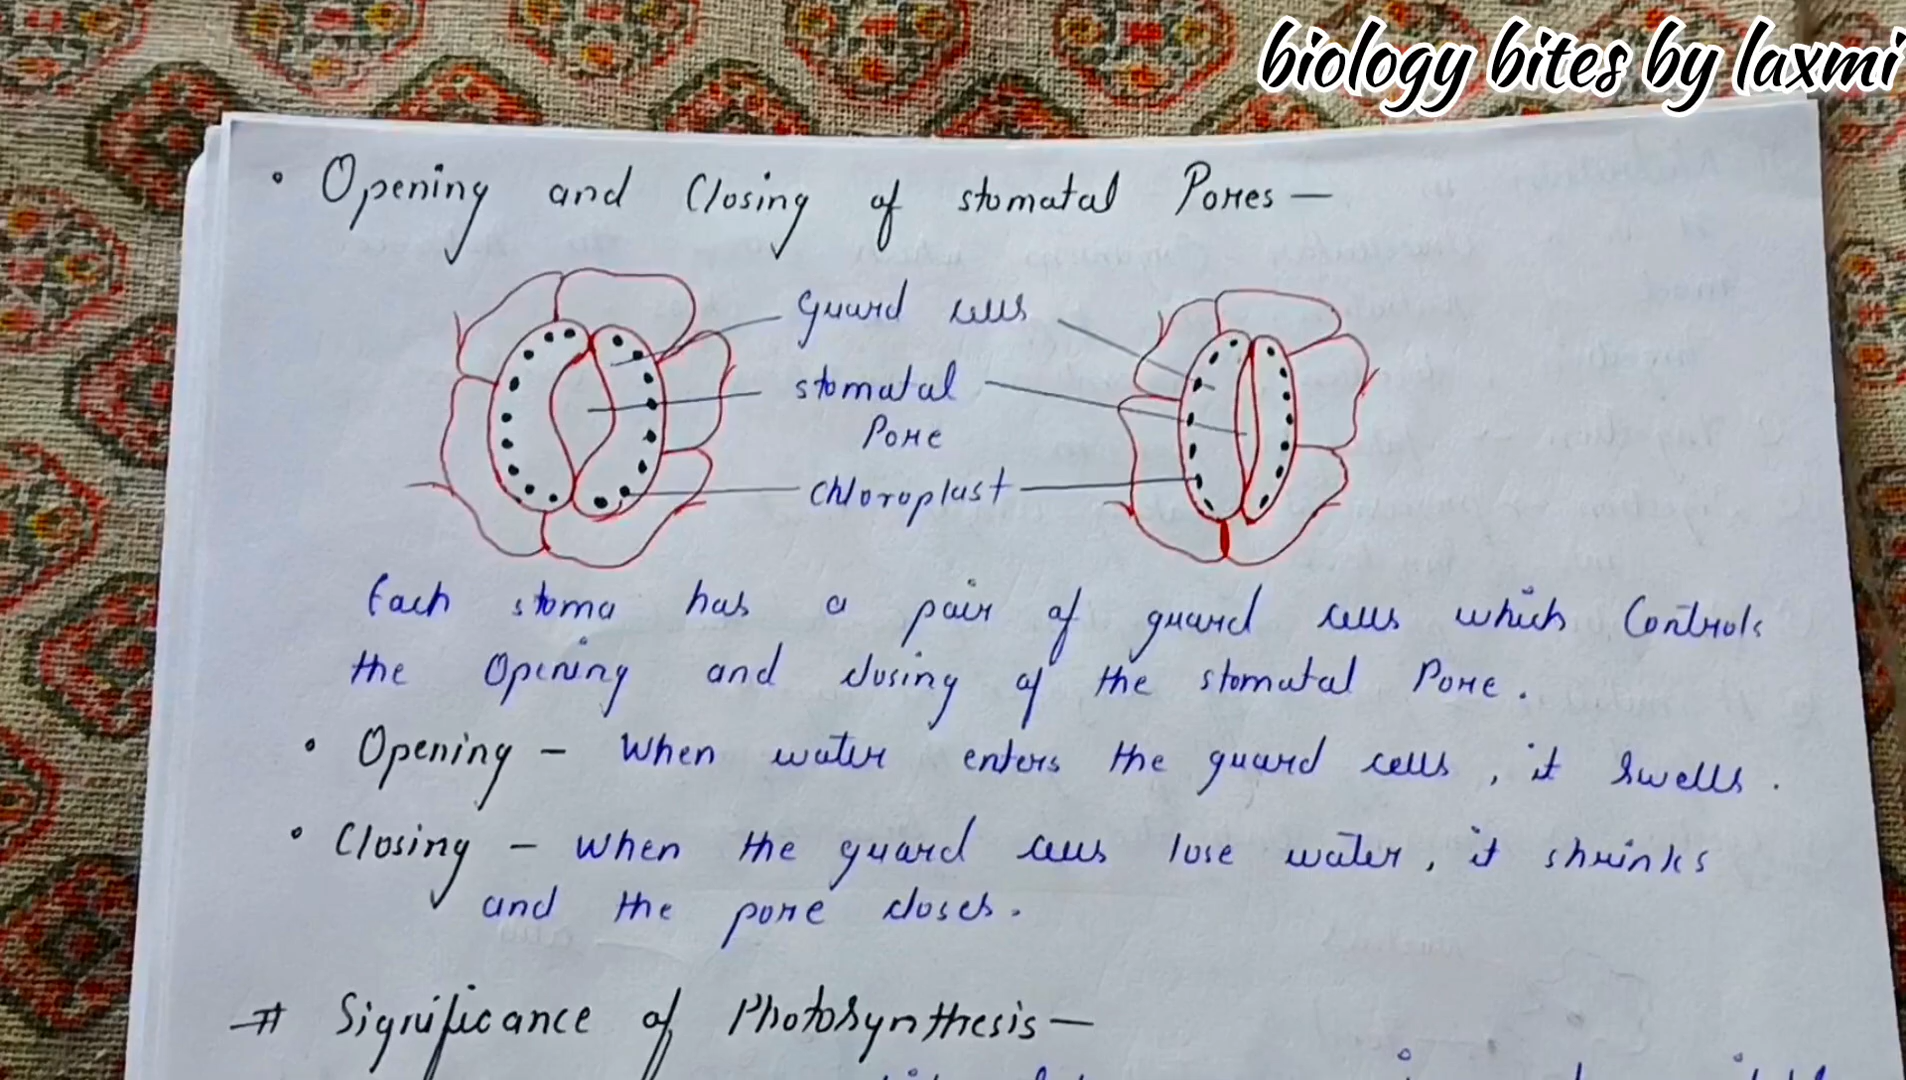 biology bites by laxmi
• Opening and Closing of stomatal Pores —
guard cells
stomatal
Pore
chloroplast
Each stoma has a pair of guard cells which Controls
the Opening and closing of the stomatal Pore.
• Opening - When water enters the guard cells, it swells.
• Closing - When the guard cells lose water, it shrinks
and the pore closes.
⇒ Significance of Photosynthesis —